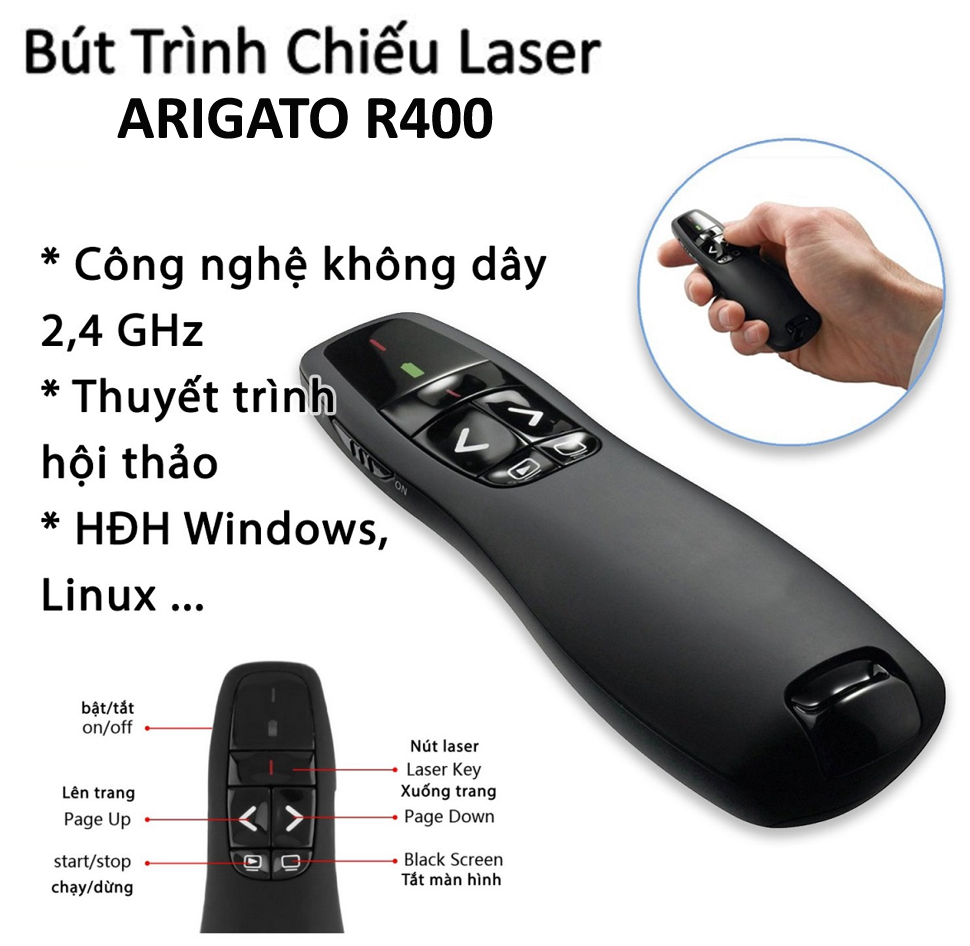 Bút Trình Chiếu Laser
ARIGATO R400
* Công nghệ không dây
2,4 GHz
* Thuyết trình
hội thảo
* HĐH Windows,
Linux ...
ON
bật/tắt
on/off
Nút laser
Laser Key
Lên trang
Page Up
Xuống trang
Page Down
start/stop
chạy/dừng
Black Screen
Tắt màn hình